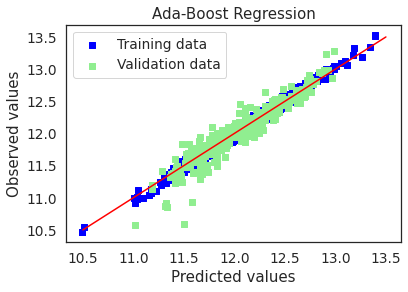 Ada-Boost Regression
Training data
Validation data
Observed values
13.5
13.0
12.5
12.0
11.5
11.0
10.5
10.5 11.0 11.5 12.0 12.5 13.0 13.5
Predicted values